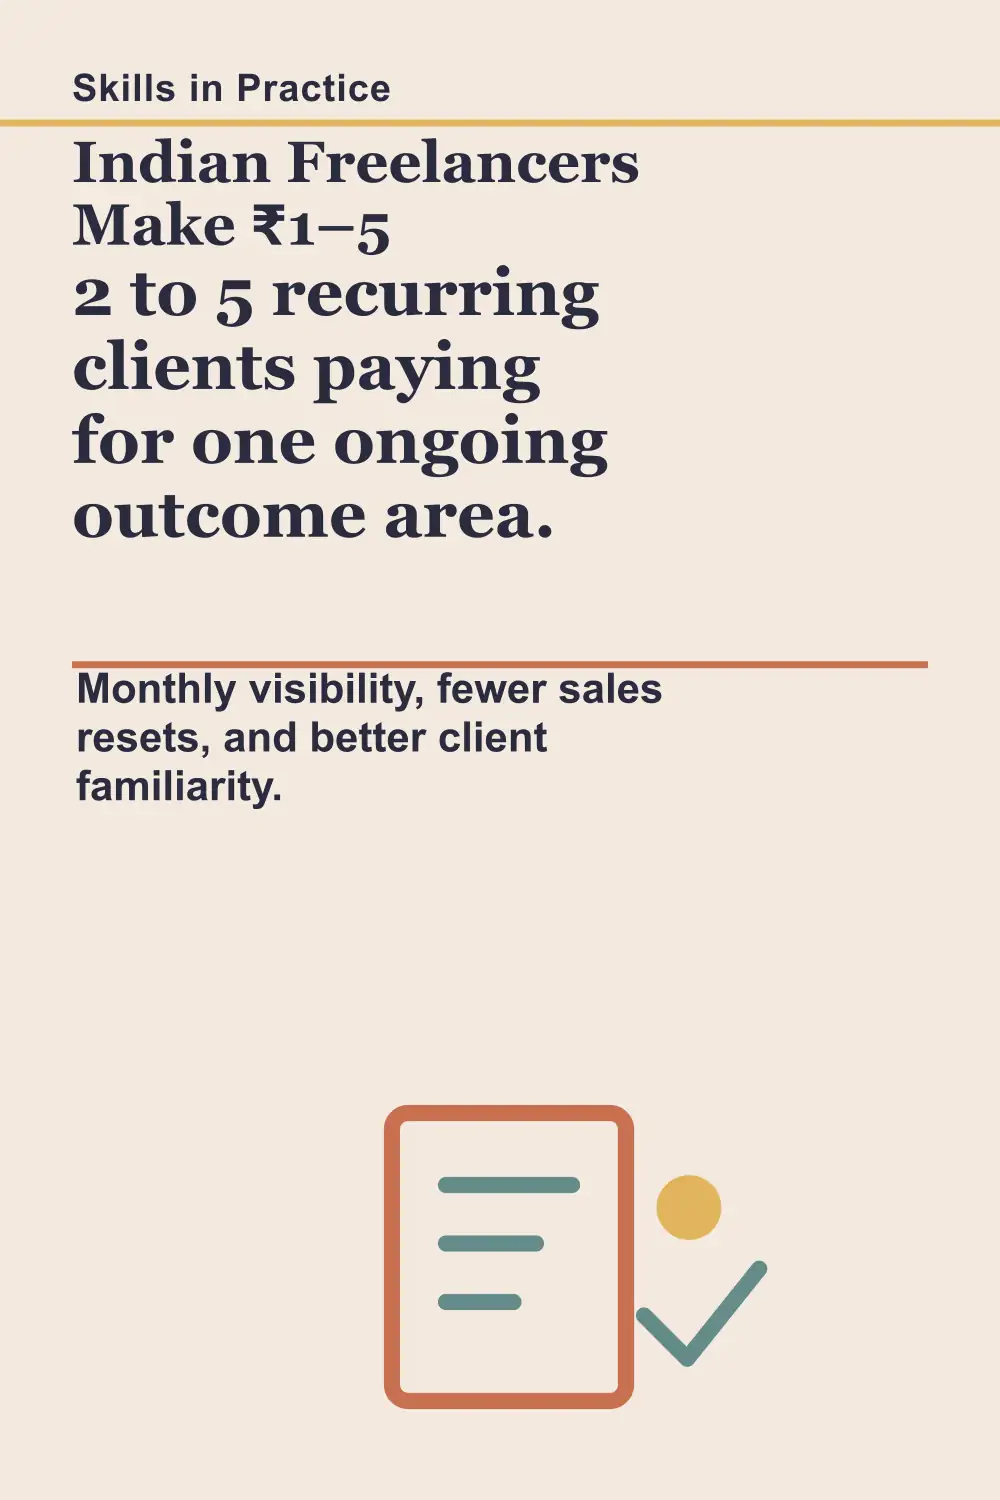 Skills in Practice
Indian Freelancers
Make ₹1–5
2 to 5 recurring
clients paying
for one ongoing
outcome area.
Monthly visibility, fewer sales
resets, and better client
familiarity.